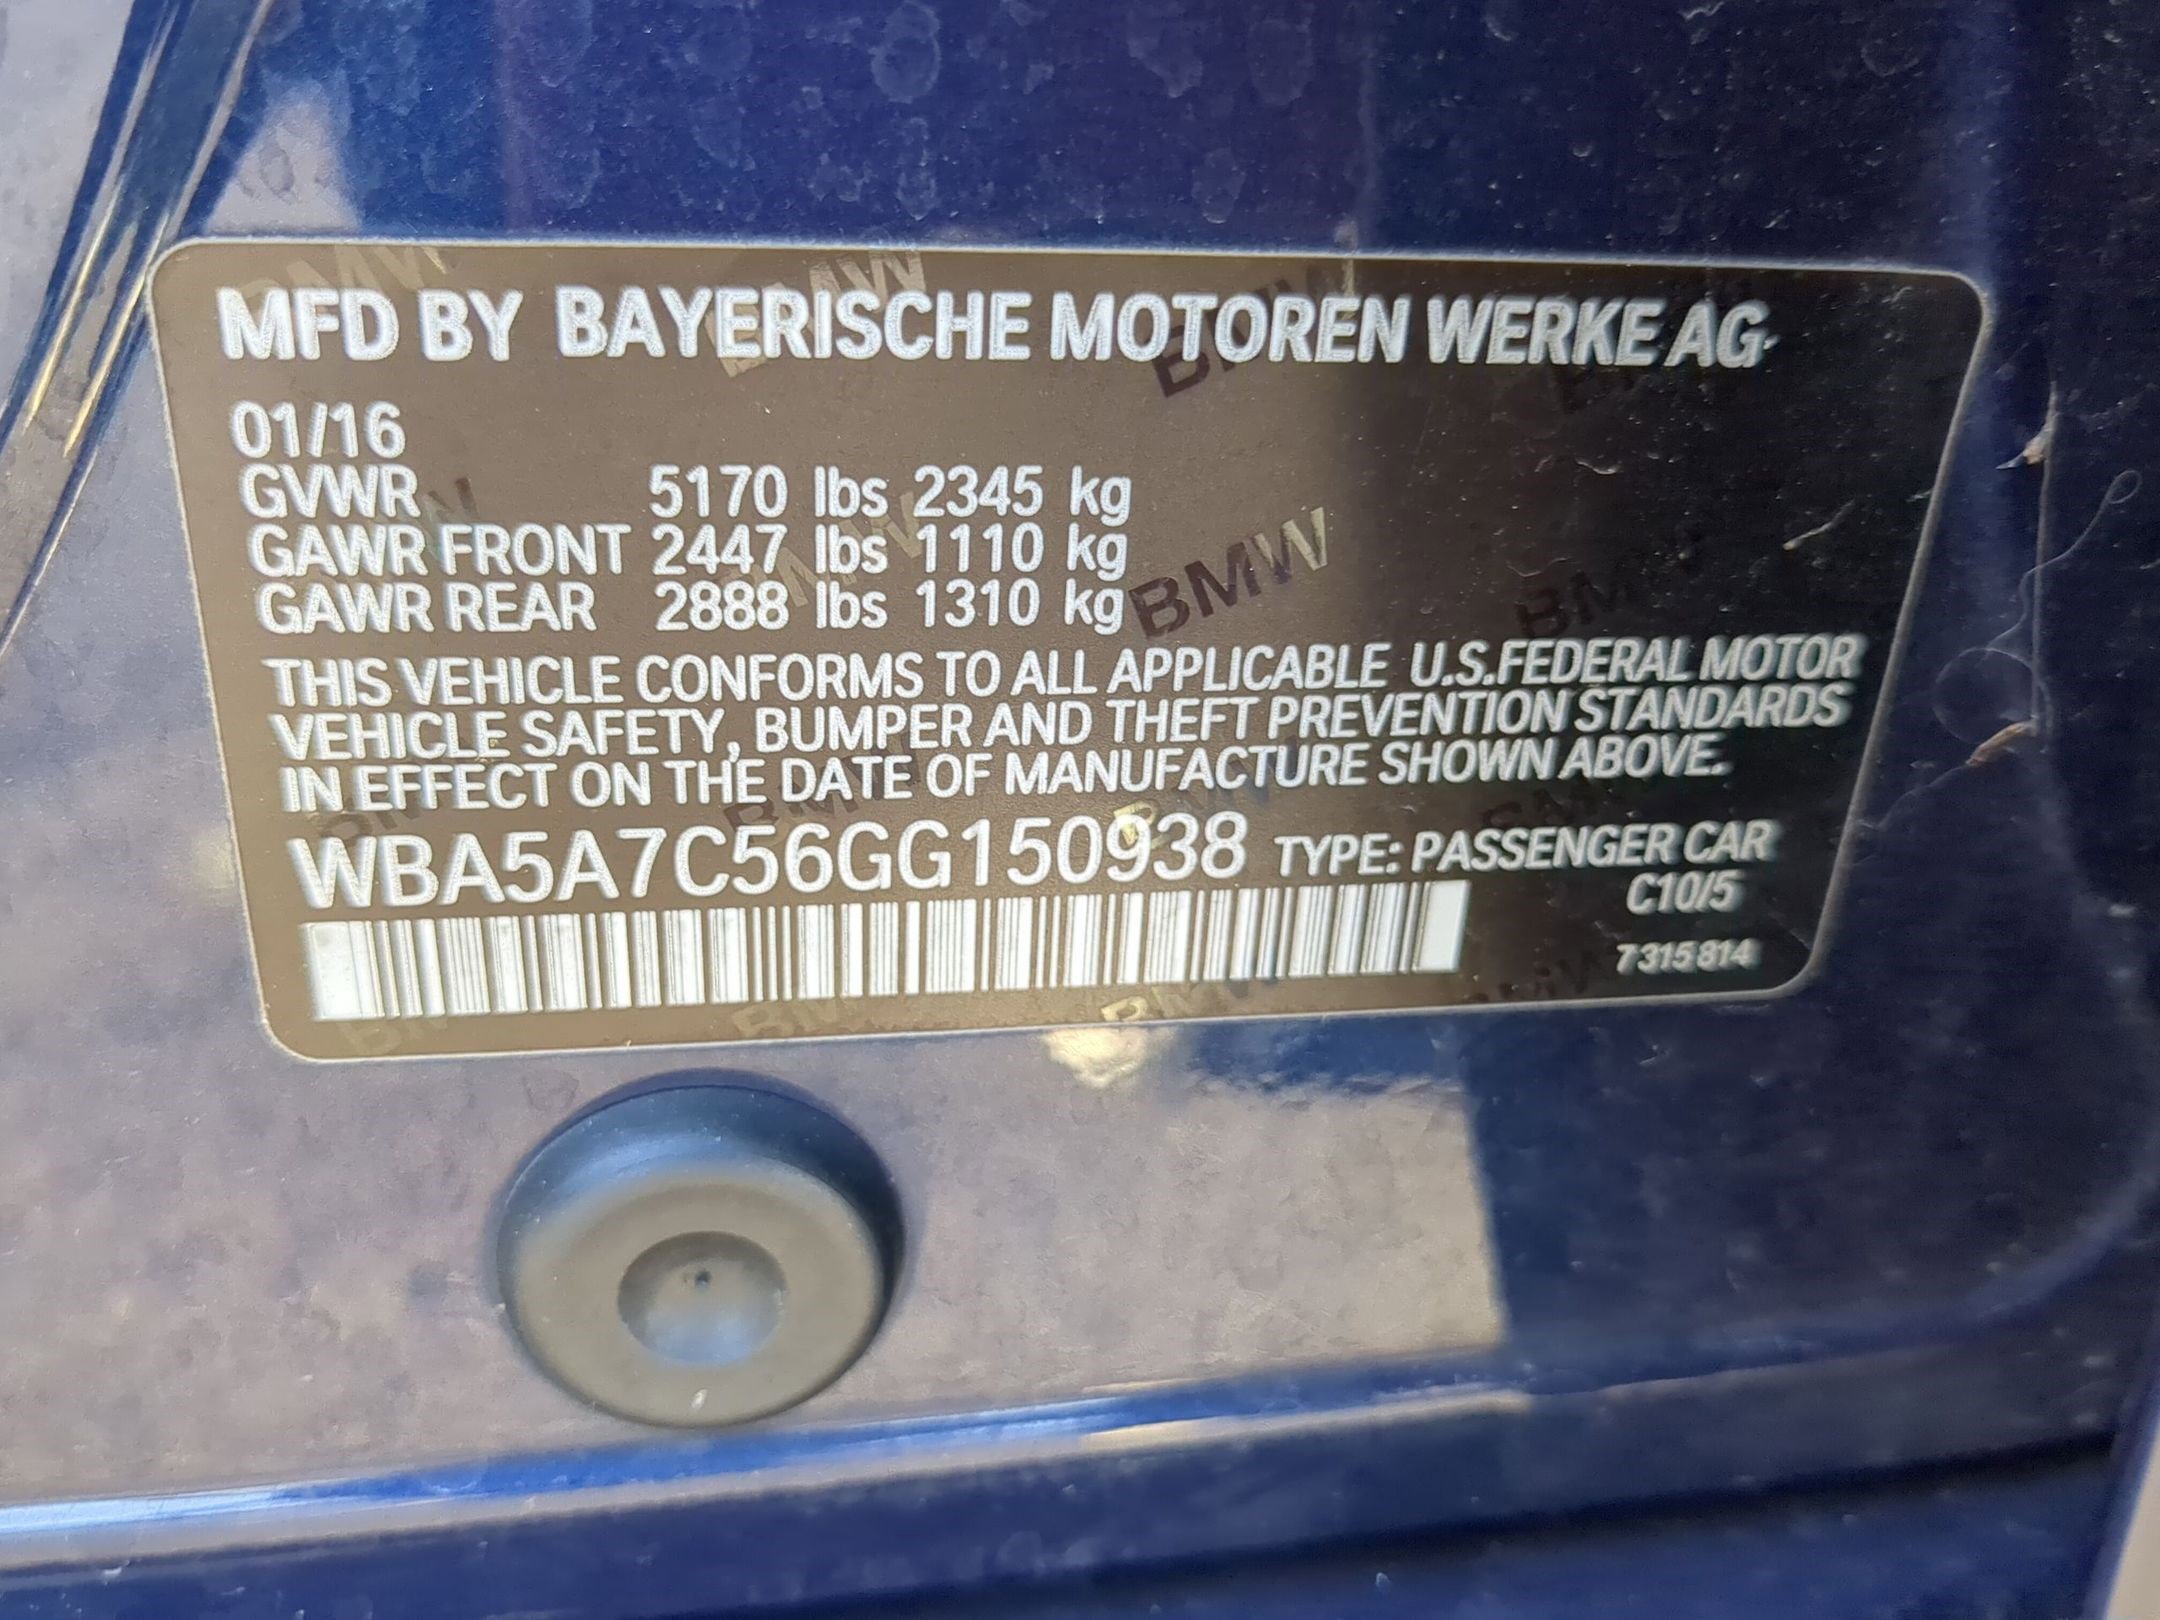 MFD BY BAYERISCHE MOTOREN WERKE AG
01/16
GVWR 5170 lbs 2345 kg
GAWR FRONT 2447 lbs 1110 kg
GAWR REAR 2888 lbs 1310 kg
THIS VEHICLE CONFORMS TO ALL APPLICABLE U.S.FEDERAL MOTOR
VEHICLE SAFETY, BUMPER AND THEFT PREVENTION STANDARDS
IN EFFECT ON THE DATE OF MANUFACTURE SHOWN ABOVE.
WBA5A7C56GG150938 TYPE: PASSENGER CAR
C10/5
7315814